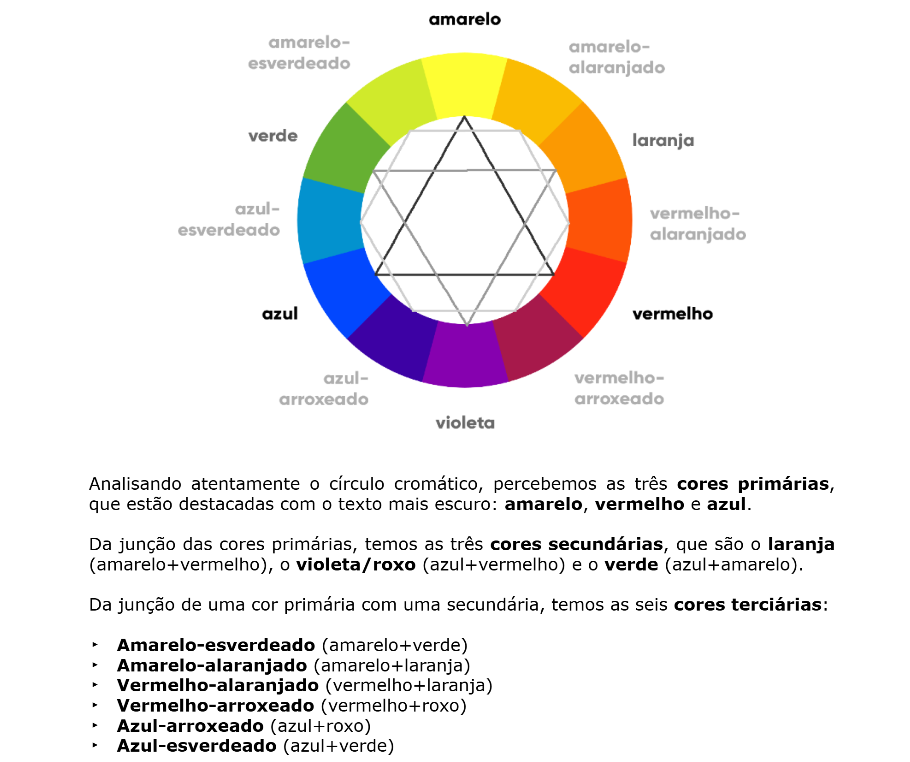 amarelo
amarelo-
esverdeado
amarelo-
alaranjado
verde
laranja
azul-
esverdeado
vermelho-
alaranjado
azul
vermelho
azul-
arroxeado
vermelho-
arroxeado
violeta
Analisando atentamente o círculo cromático, percebemos as três cores primárias,
que estão destacadas com o texto mais escuro: amarelo, vermelho e azul.
Da junção das cores primárias, temos as três cores secundárias, que são o laranja
(amarelo+vermelho), o violeta/roxo (azul+vermelho) e o verde (azul+amarelo).
Da junção de uma cor primária com uma secundária, temos as seis cores terciárias:
‣ Amarelo-esverdeado (amarelo+verde)
‣ Amarelo-alaranjado (amarelo+laranja)
‣ Vermelho-alaranjado (vermelho+laranja)
‣ Vermelho-arroxeado (vermelho+roxo)
‣ Azul-arroxeado (azul+roxo)
‣ Azul-esverdeado (azul+verde)